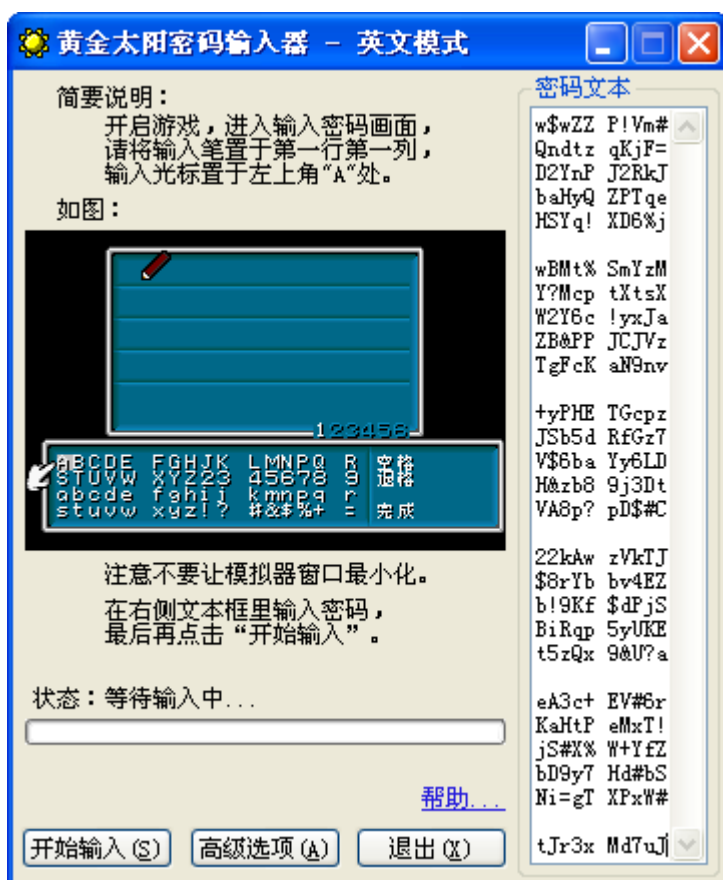 黄金太阳密码输入器 - 英文模式
简要说明：
开启游戏，进入输入密码画面，
请将输入笔置于第一行第一列，
输入光标置于左上角"A"处。
如图：
123456
ABCDE FGHJK LMNPQ R 空格
STUVW XYZ23 45678 9 退格
abcde fghij kmnpq r
stuvw xyz!? #&$%+ = 完成
注意不要让模拟器窗口最小化。
在右侧文本框里输入密码，
最后再点击“开始输入”。
状态：等待输入中...
帮助...
开始输入(S) 高级选项(A) 退出(X)
密码文本
w$wZZ P!Vm#
Qndtz qKjF=
D2YnP J2RkJ
baHyQ ZPTqe
HSYq! XD6%j
wBMt% SmYzM
Y?Mcp tXtsX
W2Y6c !yxJa
ZB&PP JCJVz
TgFcK aN9nv
+yPHE TGcpz
JSb5d RfGz7
V$6ba Yy6LD
H&zb8 9j3Dt
VA8p? pD$#C
22kAw zVkTJ
$8rYb bv4EZ
b!9Kf $dPjS
BiRqp 5yUKE
t5zQx 9&U?a
eA3c+ EV#6r
KaHtP eMxT!
jS#X% W+YfZ
bD9y7 Hd#bS
Ni=gT XPxW#
tJr3x Md7uJ